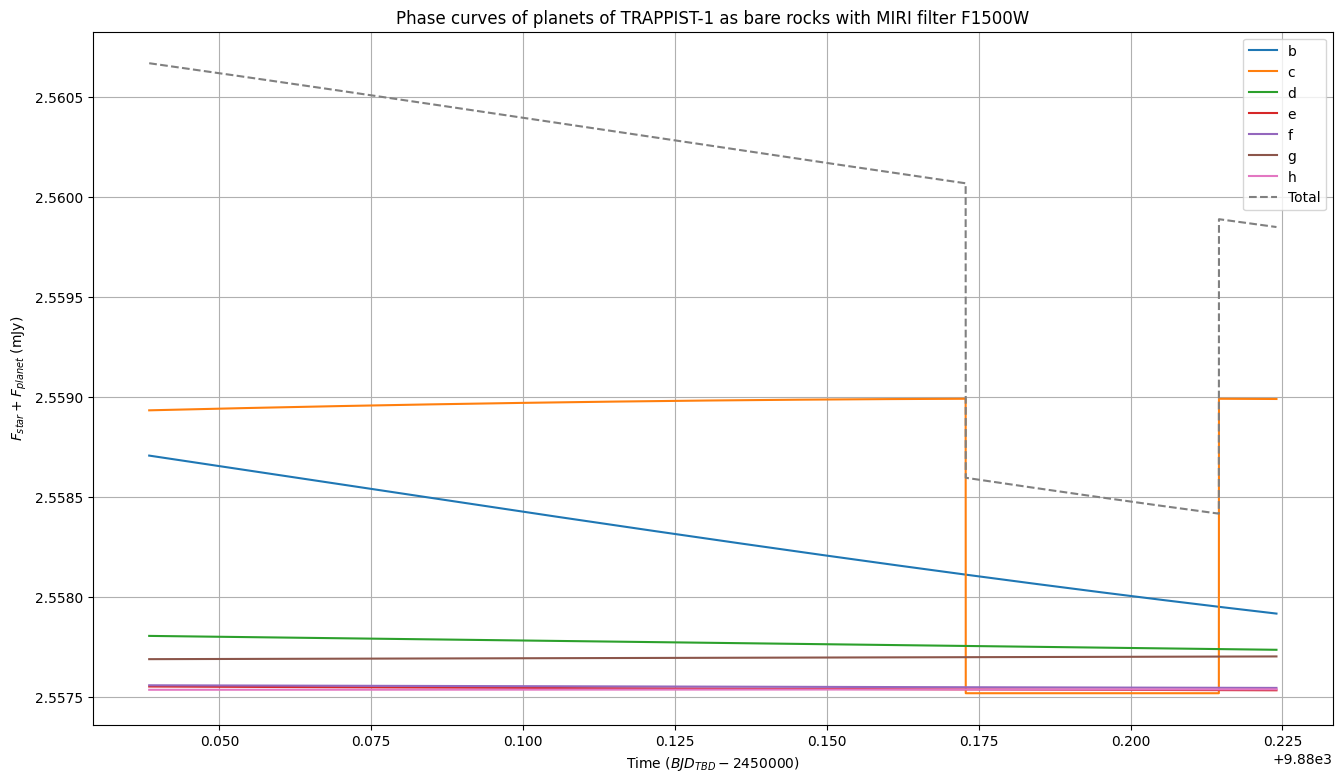 Phase curves of planets of TRAPPIST-1 as bare rocks with MIRI filter F1500W
b
c
d
e
f
g
h
Total
2.5605
2.5600
2.5595
2.5590
2.5585
2.5580
2.5575
F_{star} + F_{planet} (mJy)
0.050
0.075
0.100
0.125
0.150
0.175
0.200
0.225
+9.88e3
Time (BJD_{TBD} − 2450000)